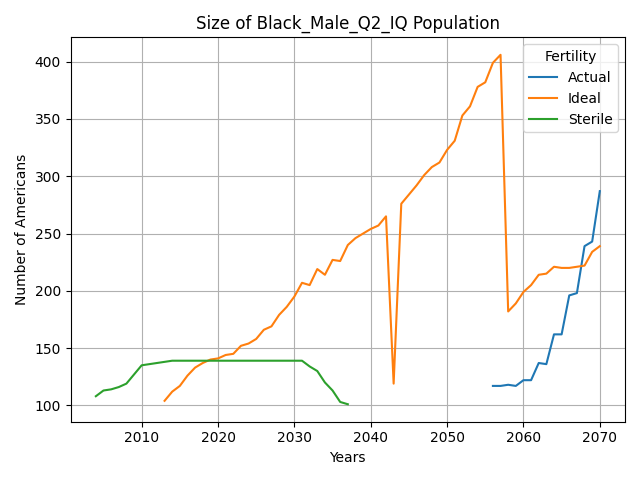 Size of Black_Male_Q2_IQ Population
Number of Americans
400
350
300
250
200
150
100
Fertility
Actual
Ideal
Sterile
2010 2020 2030 2040 2050 2060 2070
Years